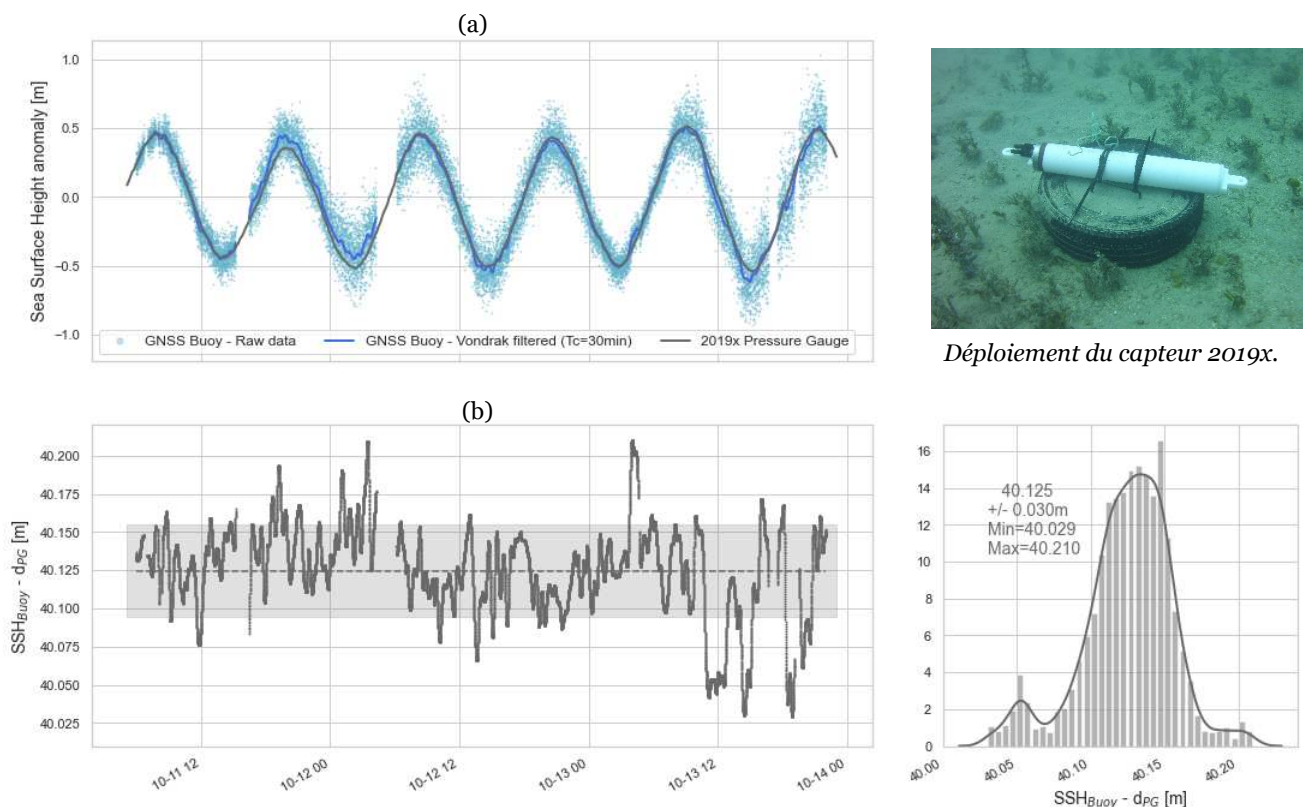 (a)
Sea Surface Height anomaly [m]
1.0
0.5
0.0
−0.5
−1.0
GNSS Buoy - Raw data
GNSS Buoy - Vondrak filtered (Tc=30min)
2019x Pressure Gauge
Déploiement du capteur 2019x.
(b)
SSH_Buoy - d_PG [m]
40.200
40.175
40.150
40.125
40.100
40.075
40.050
40.025
10-11 12
10-12 00
10-12 12
10-13 00
10-13 12
10-14 00
16
14
12
10
8
6
4
2
0
40.125
+/- 0.030m
Min=40.029
Max=40.210
40.00
40.05
40.10
40.15
40.20
SSH_Buoy - d_PG [m]